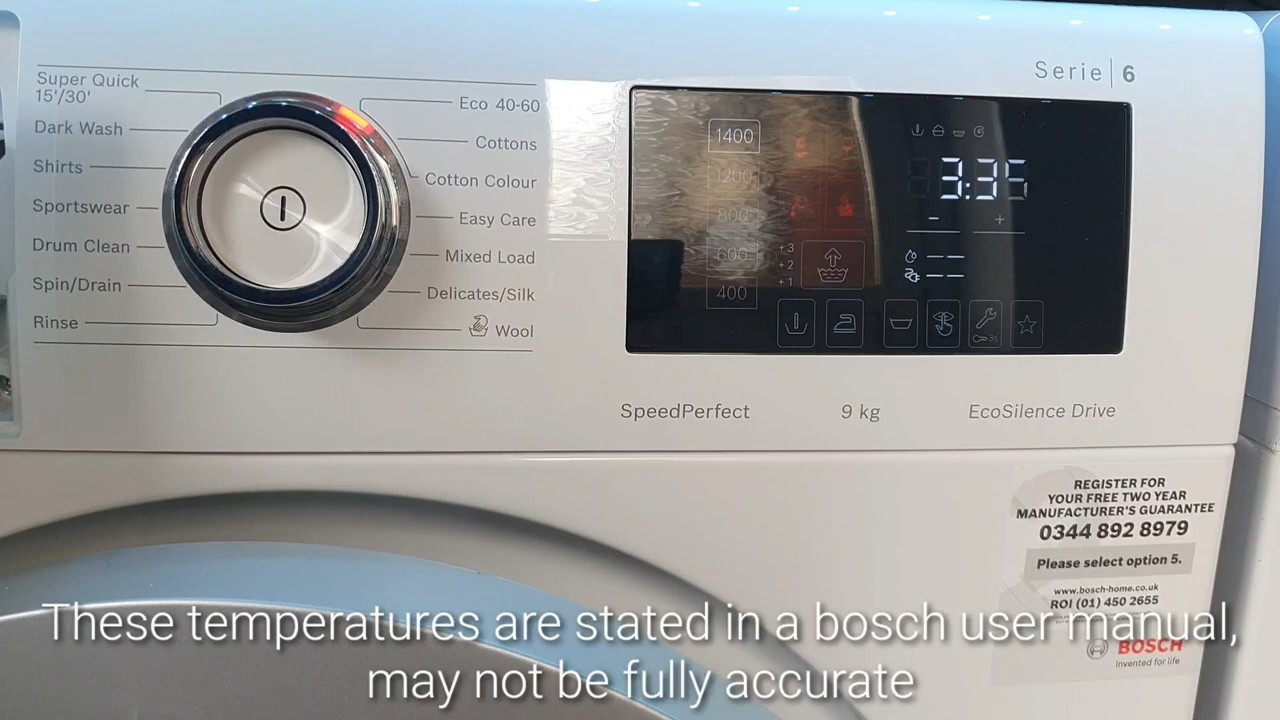 Serie | 6
Super Quick
15'/30'
Dark Wash
Shirts
Sportswear
Drum Clean
Spin/Drain
Rinse
Eco 40-60
Cottons
Cotton Colour
Easy Care
Mixed Load
Delicates/Silk
Wool
1400
1200
800
600
400
+3
+2
+1
3:35
− +
3s
SpeedPerfect 9 kg EcoSilence Drive
REGISTER FOR
YOUR FREE TWO YEAR
MANUFACTURER'S GUARANTEE
0344 892 8979
Please select option 5.
www.bosch-home.co.uk
ROI (01) 450 2655
BOSCH
Invented for life
These temperatures are stated in a bosch user manual,
may not be fully accurate